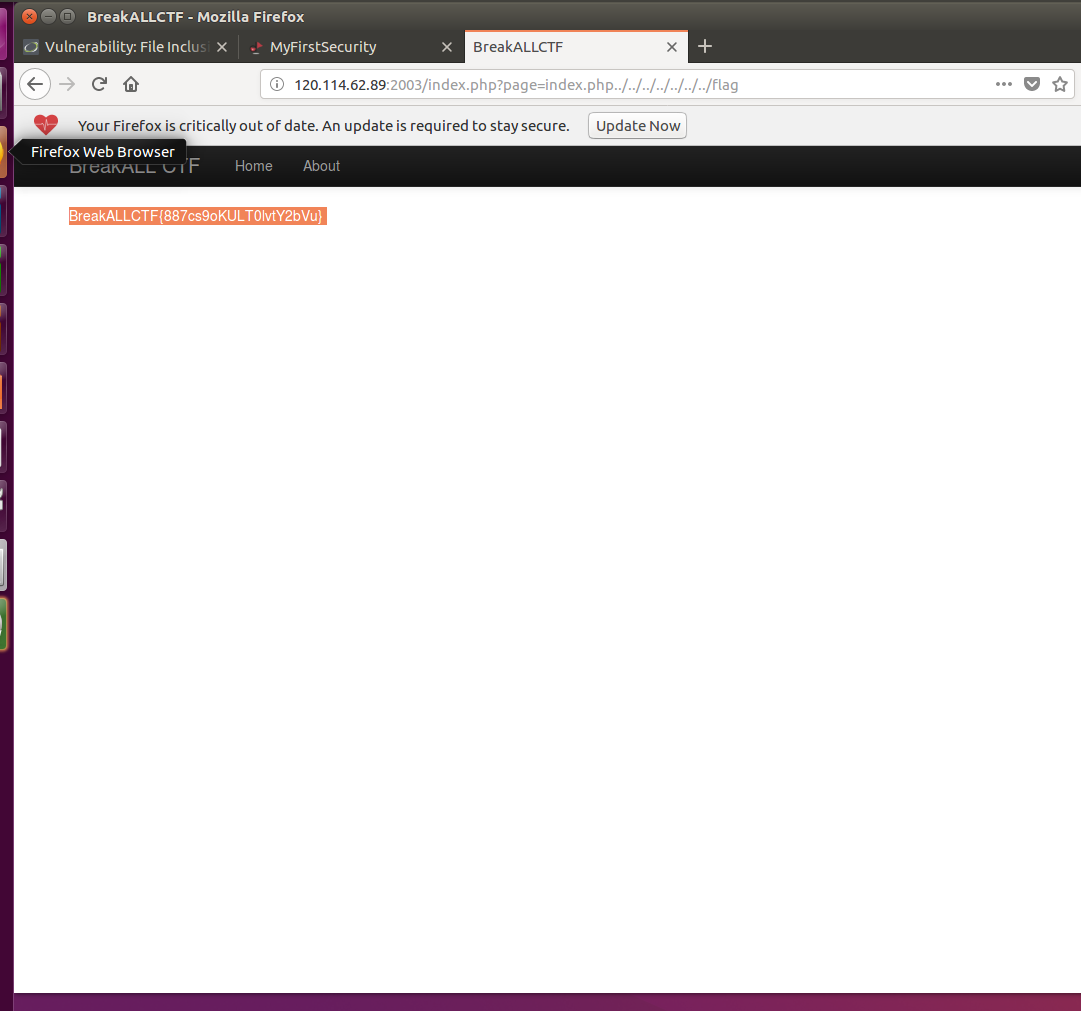 BreakALLCTF - Mozilla Firefox
Vulnerability: File Inclus
MyFirstSecurity
BreakALLCTF
120.114.62.89:2003/index.php?page=index.php../../../../../../../flag
Your Firefox is critically out of date. An update is required to stay secure.
Update Now
Firefox Web Browser
BreakALL CTF
Home
About
BreakALLCTF{887cs9oKULT0lvtY2bVu}